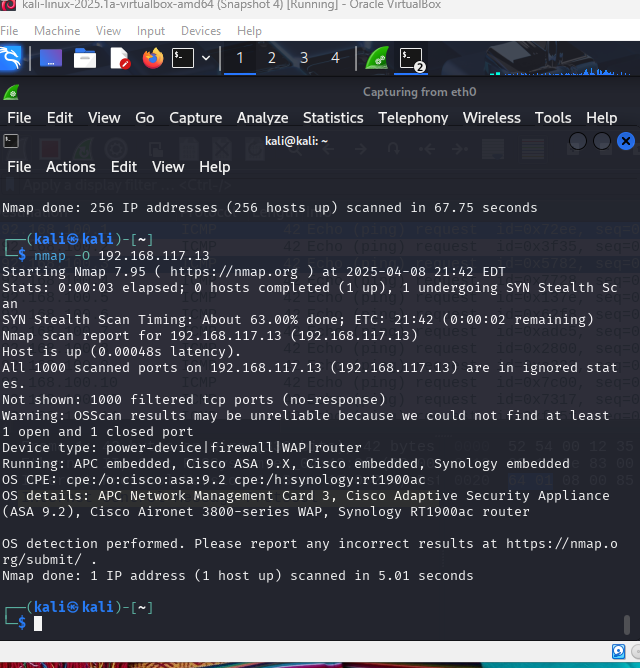 kali-linux-2025.1a-virtualbox-amd64 (Snapshot 4) [Running] - Oracle VirtualBox
File Machine View Input Devices Help
1 2 3 4 2
Capturing from eth0
File Edit View Go Capture Analyze Statistics Telephony Wireless Tools Help
kali@kali: ~
File Actions Edit View Help
Apply a display filter ... <Ctrl-/>
Nmap done: 256 IP addresses (256 hosts up) scanned in 67.75 seconds
┌──(kali㉿kali)-[~]
└─$ nmap -O 192.168.117.13
Starting Nmap 7.95 ( https://nmap.org ) at 2025-04-08 21:42 EDT
Stats: 0:00:03 elapsed; 0 hosts completed (1 up), 1 undergoing SYN Stealth Sc
an
SYN Stealth Scan Timing: About 63.00% done; ETC: 21:42 (0:00:02 remaining)
Nmap scan report for 192.168.117.13 (192.168.117.13)
Host is up (0.00048s latency).
All 1000 scanned ports on 192.168.117.13 (192.168.117.13) are in ignored stat
es.
Not shown: 1000 filtered tcp ports (no-response)
Warning: OSScan results may be unreliable because we could not find at least
1 open and 1 closed port
Device type: power-device|firewall|WAP|router
Running: APC embedded, Cisco ASA 9.X, Cisco embedded, Synology embedded
OS CPE: cpe:/o:cisco:asa:9.2 cpe:/h:synology:rt1900ac
OS details: APC Network Management Card 3, Cisco Adaptive Security Appliance
(ASA 9.2), Cisco Aironet 3800-series WAP, Synology RT1900ac router
OS detection performed. Please report any incorrect results at https://nmap.o
rg/submit/ .
Nmap done: 1 IP address (1 host up) scanned in 5.01 seconds
┌──(kali㉿kali)-[~]
└─$